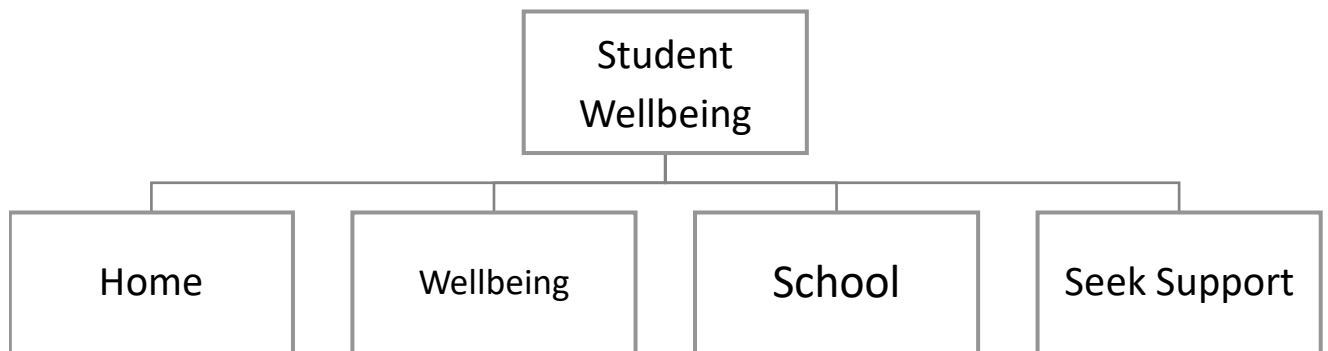 Student
Wellbeing
Home
Wellbeing
School
Seek Support